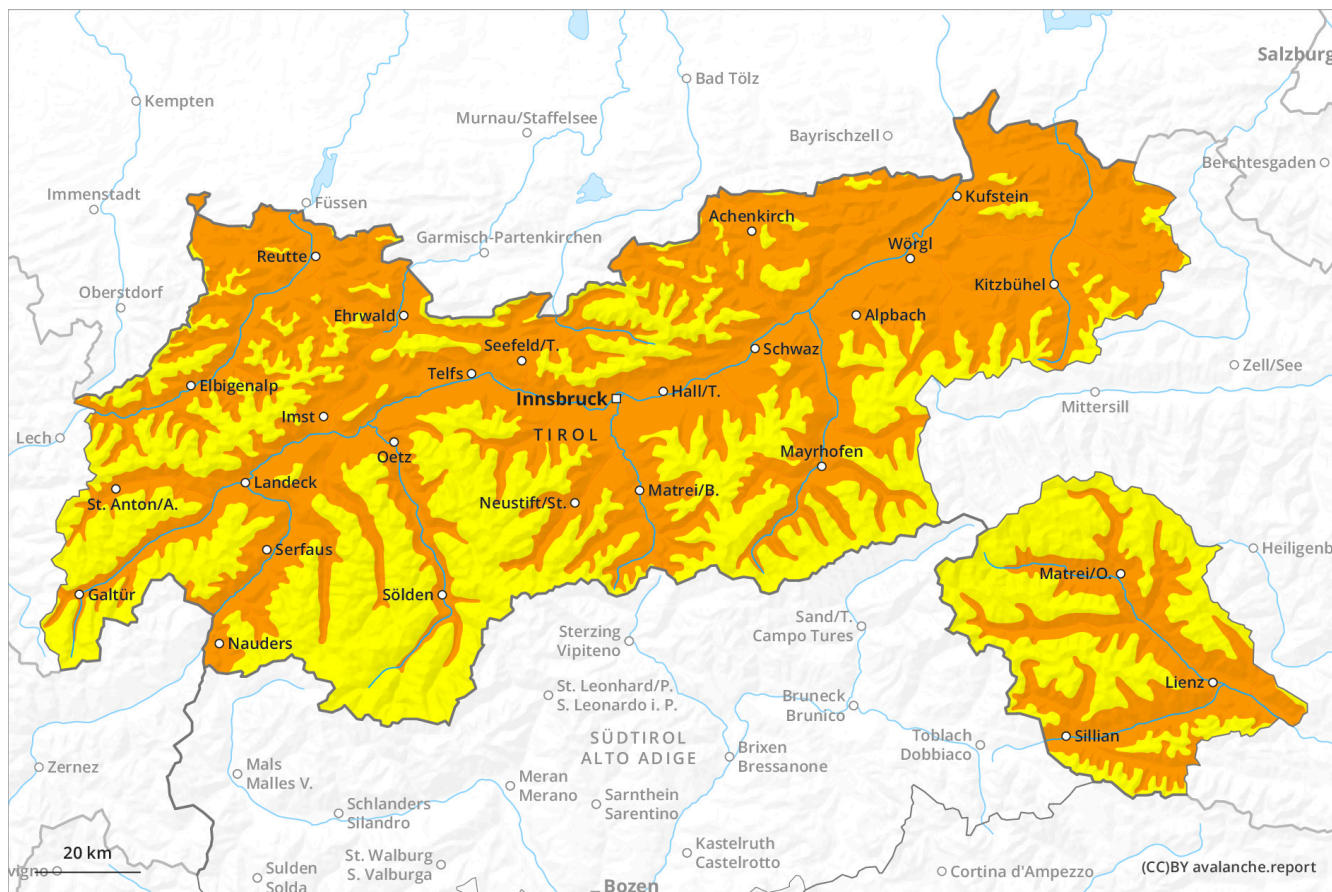 Salzburg
Bad Tölz
Kempten
Murnau/Staffelsee
Bayrischzell
Berchtesgaden
Immenstadt
Füssen
Kufstein
Achenkirch
Garmisch-Partenkirchen
Wörgl
Reutte
Kitzbühel
Oberstdorf
Ehrwald
Alpbach
Seefeld/T.
Schwaz
Zell/See
Telfs
Elbigenalp
Hall/T.
Innsbruck
Mittersill
Imst
TIROL
Lech
Oetz
Mayrhofen
Landeck
Matrei/B.
St. Anton/A.
Neustift/St.
Serfaus
Heiligenb
Matrei/O.
Galtür
Sölden
Sand/T.
Campo Tures
Sterzing
Vipiteno
Nauders
Lienz
St. Leonhard/P.
S. Leonardo i. P.
Bruneck
Brunico
SÜDTIROL
ALTO ADIGE
Toblach
Dobbiaco
Sillian
Brixen
Bressanone
Zernez
Mals
Malles V.
Meran
Merano
Sarnthein
Sarentino
Schlanders
Silandro
Kastelruth
Castelrotto
20 km
St. Walburg
S. Valburga
vigno
Sulden
Solda
Cortina d'Ampezzo
(CC)BY avalanche.report
Bozen